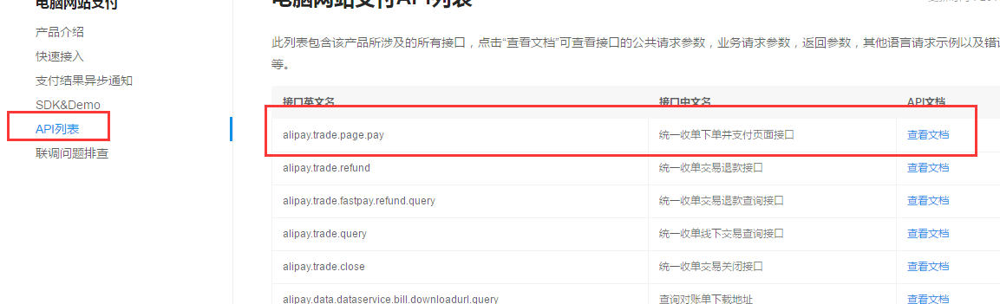 电脑网站支付
产品介绍
快速接入
支付结果异步通知
SDK&Demo
API列表
联调问题排查
电脑网站支付API列表
此列表包含该产品所涉及的所有接口，点击“查看文档”可查看接口的公共请求参数，业务请求参数，返回参数，其他语言请求示例以及错
等。
接口英文名 接口中文名 API文档
alipay.trade.page.pay 统一收单下单并支付页面接口 查看文档
alipay.trade.refund 统一收单交易退款接口 查看文档
alipay.trade.fastpay.refund.query 统一收单交易退款查询接口 查看文档
alipay.trade.query 统一收单线下交易查询接口 查看文档
alipay.trade.close 统一收单交易关闭接口 查看文档
alipay.data.dataservice.bill.downloadurl.query 查询对账单下载地址 查看文档